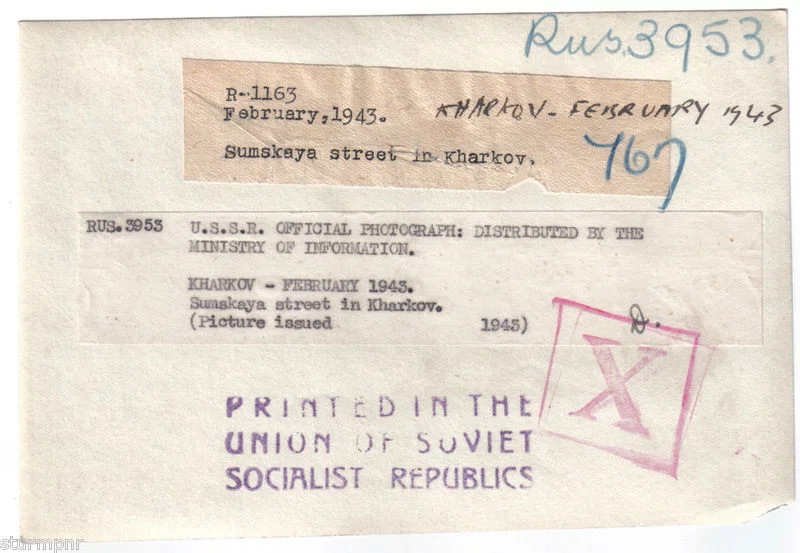 Rus.3953.
R-1163
February,1943.
KHARKOV - FEBRUARY 1943
Sumskaya street in Kharkov.
767
RUS.3953
U.S.S.R. OFFICIAL PHOTOGRAPH: DISTRIBUTED BY THE
MINISTRY OF INFORMATION.
KHARKOV - FEBRUARY 1943.
Sumskaya street in Kharkov.
(Picture issued 1943)
D.
X
PRINTED IN THE
UNION OF SOVIET
SOCIALIST REPUBLICS
sturmpnr